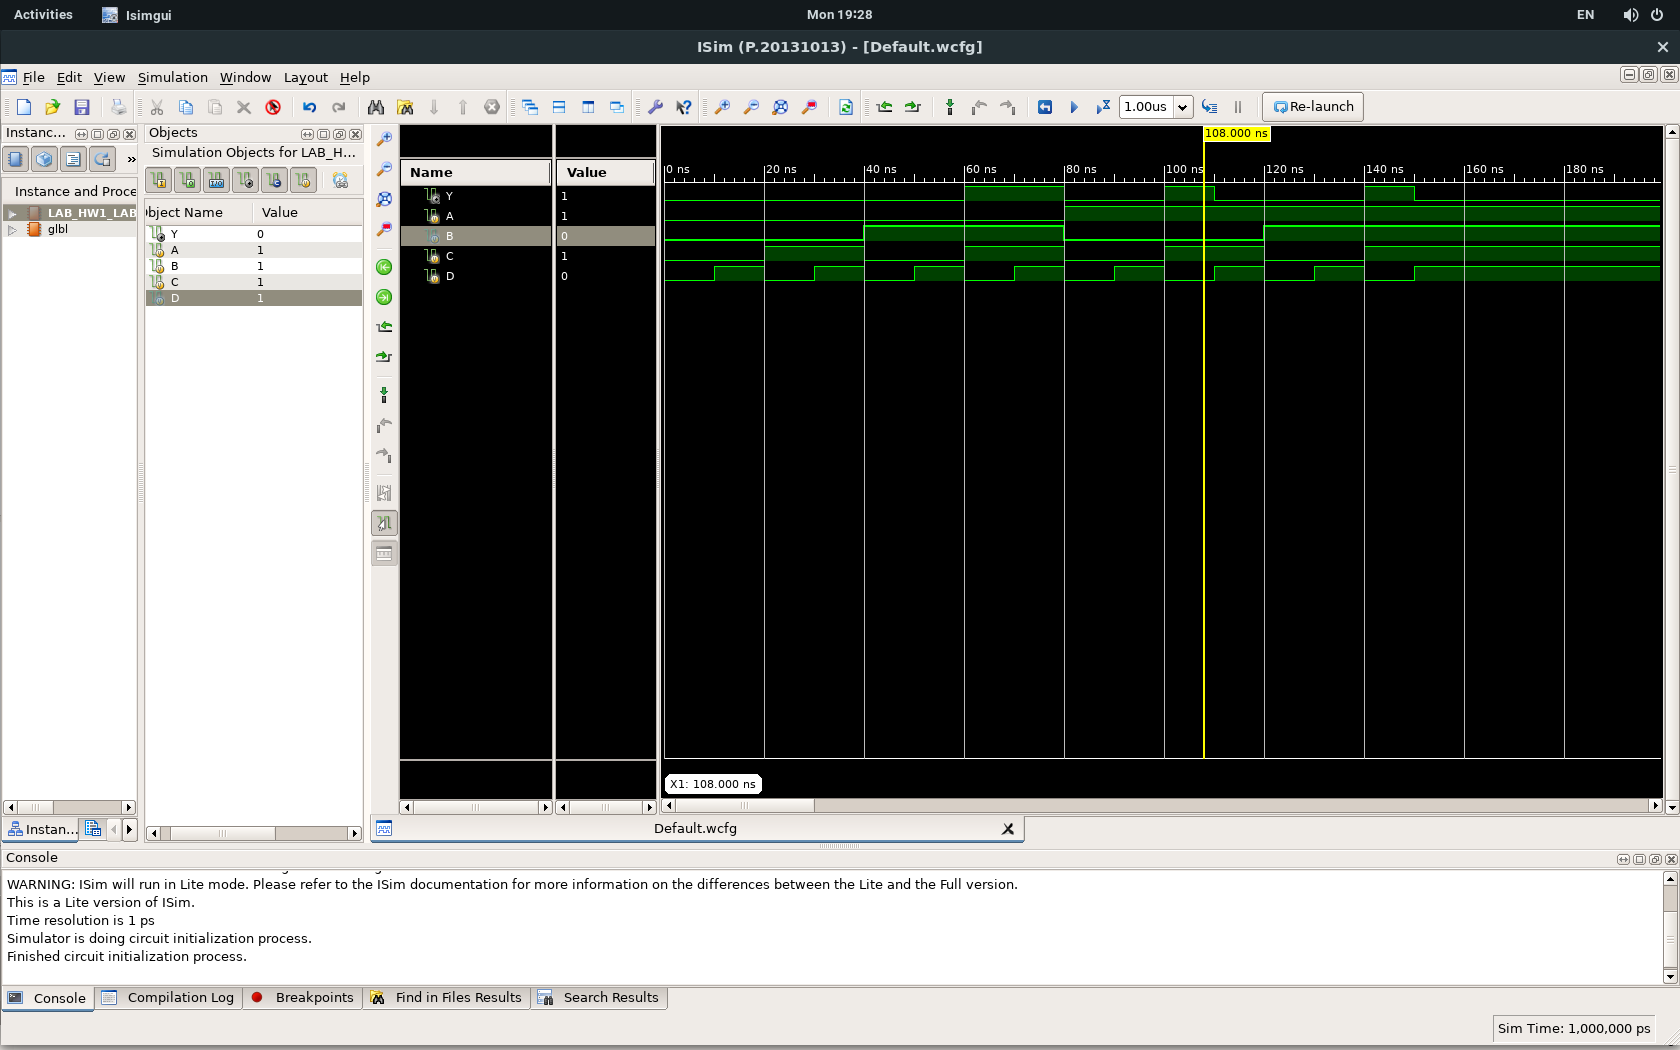 Activities Isimgui Mon 19:28 EN
ISim (P.20131013) - [Default.wcfg]
File Edit View Simulation Window Layout Help
1.00us Re-launch
Instanc...
Instance and Proce
LAB_HW1_LAB
glbl
Instan...
Objects
Simulation Objects for LAB_H...
bject Name Value
Y 0
A 1
B 1
C 1
D 1
Name Value
Y 1
A 1
B 0
C 1
D 0
108.000 ns
0 ns 20 ns 40 ns 60 ns 80 ns 100 ns 120 ns 140 ns 160 ns 180 ns
X1: 108.000 ns
Default.wcfg
Console
WARNING: ISim will run in Lite mode. Please refer to the ISim documentation for more information on the differences between the Lite and the Full version.
This is a Lite version of ISim.
Time resolution is 1 ps
Simulator is doing circuit initialization process.
Finished circuit initialization process.
Console Compilation Log Breakpoints Find in Files Results Search Results
Sim Time: 1,000,000 ps